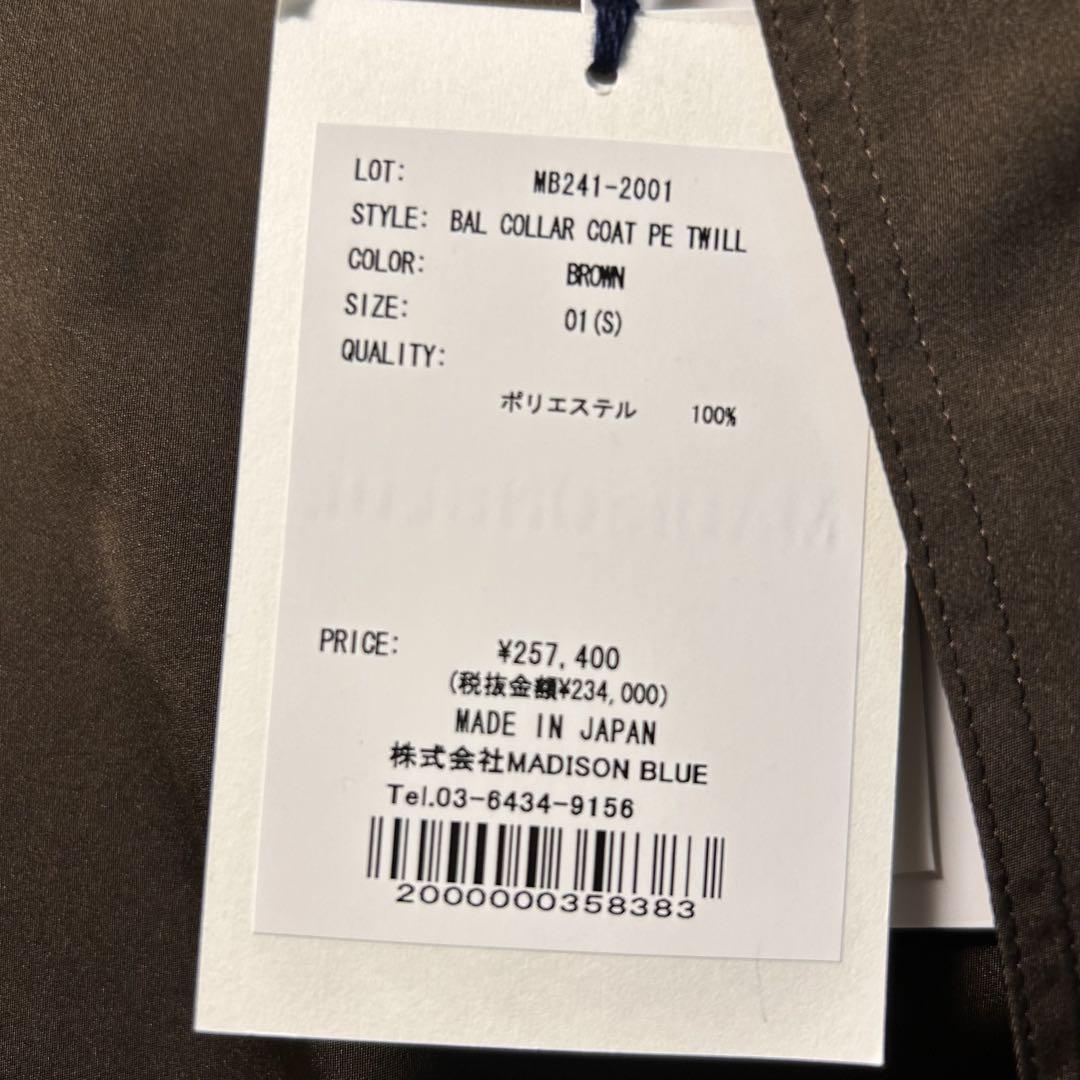 LOT: MB241-2001
STYLE: BAL COLLAR COAT PE TWILL
COLOR: BROWN
SIZE: 01(S)
QUALITY:
ポリエステル 100%
PRICE: ¥257,400
(税抜金額¥234,000)
MADE IN JAPAN
株式会社MADISON BLUE
Tel.03-6434-9156
2000000358383